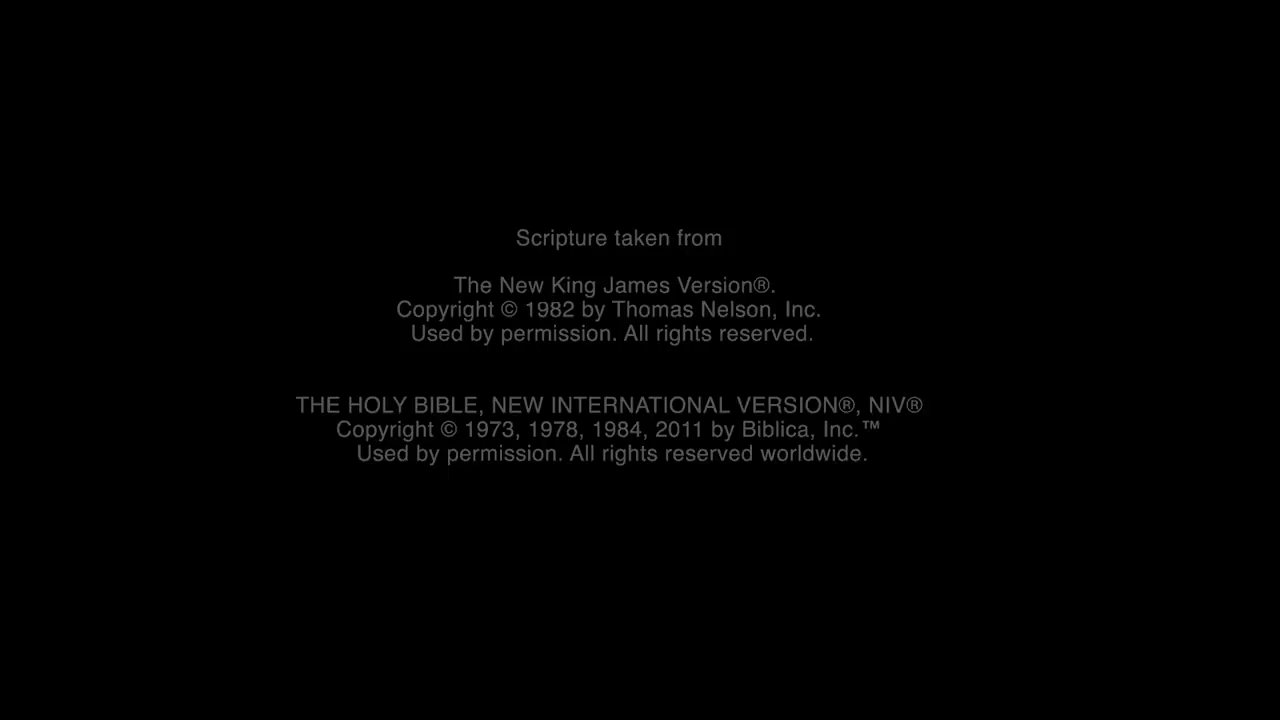 Scripture taken from
The New King James Version®.
Copyright © 1982 by Thomas Nelson, Inc.
Used by permission. All rights reserved.
THE HOLY BIBLE, NEW INTERNATIONAL VERSION®, NIV®
Copyright © 1973, 1978, 1984, 2011 by Biblica, Inc.™
Used by permission. All rights reserved worldwide.